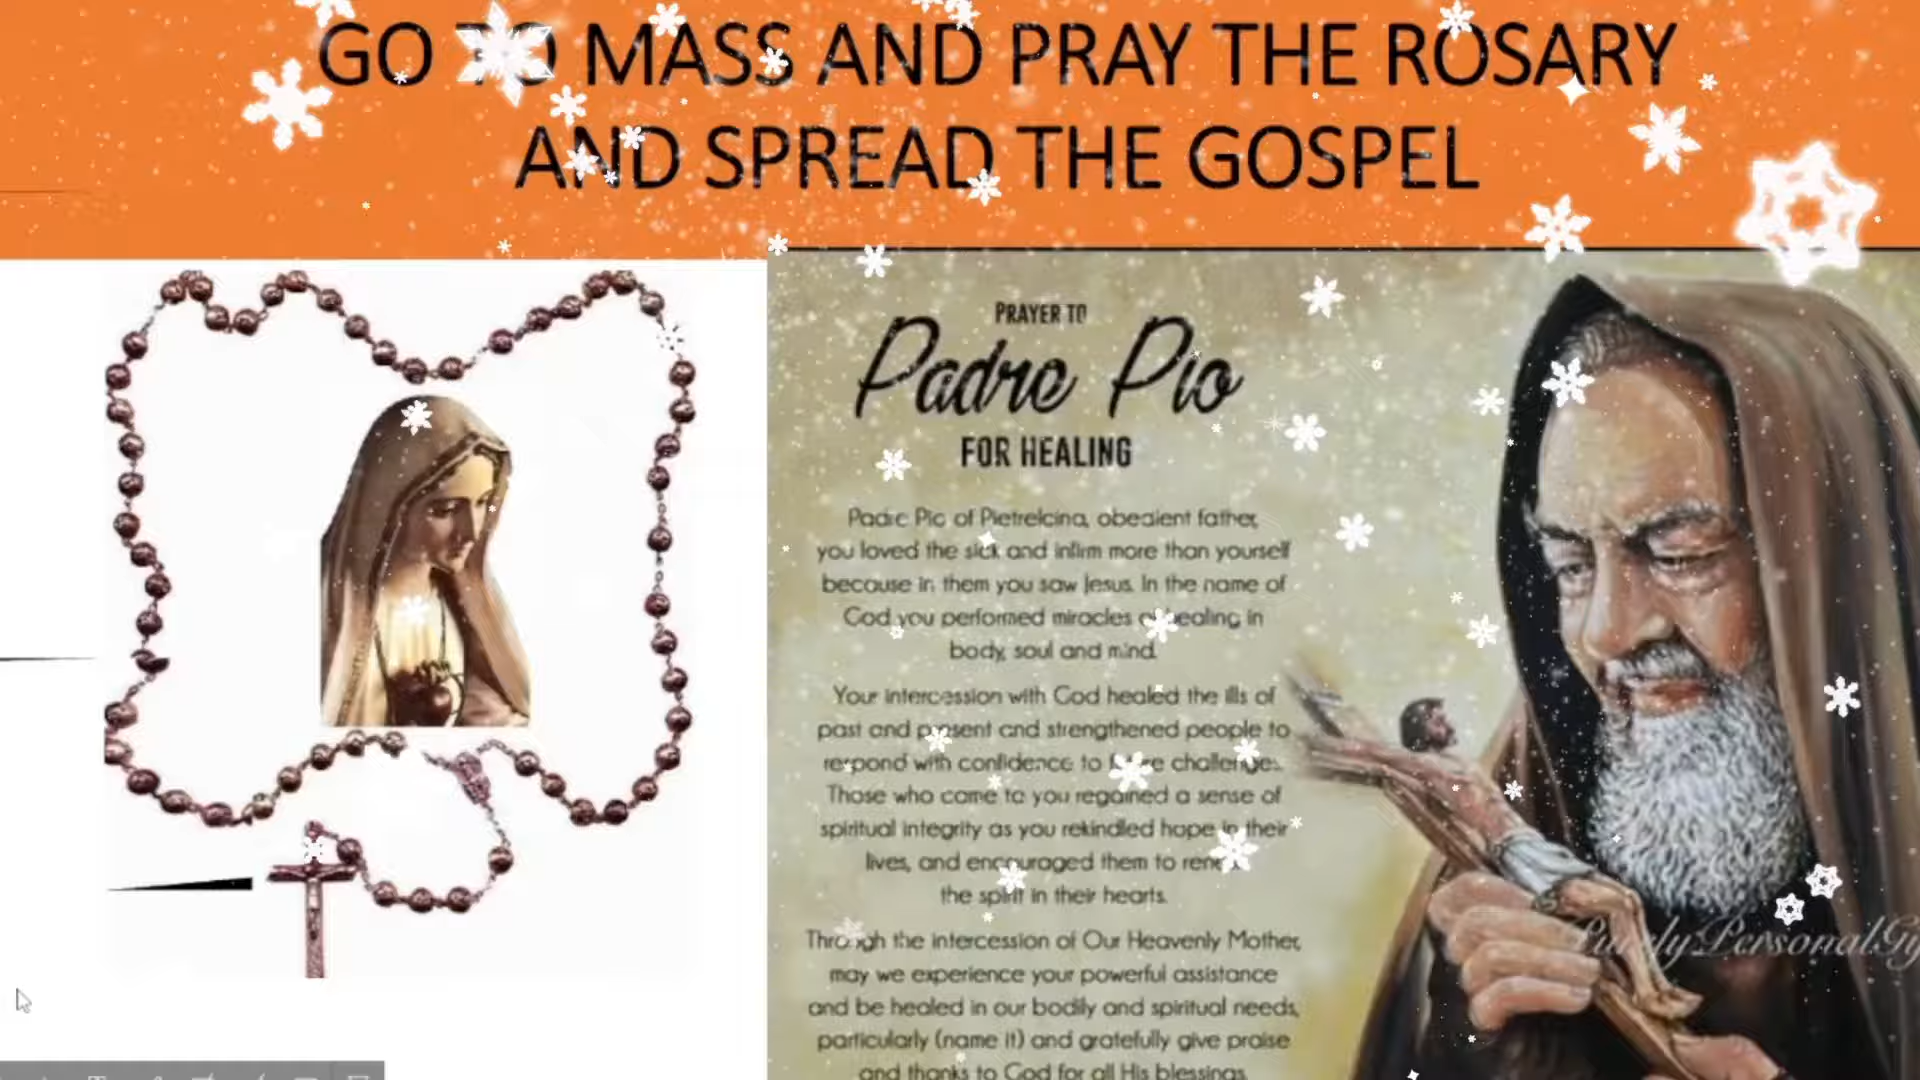 GO TO MASS AND PRAY THE ROSARY
AND SPREAD THE GOSPEL
PRAYER TO
Padre Pio
FOR HEALING
Padre Pio of Pietrelcina, obedient father,
you loved the sick and infirm more than yourself
because in them you saw Jesus. In the name of
God you performed miracles of healing in
body, soul and mind.
Your intercession with God healed the ills of
past and present and strengthened people to
respond with confidence to future challenges.
Those who came to you regained a sense of
spiritual integrity as you rekindled hope in their
lives, and encouraged them to renew
the spirit in their hearts.
Through the intercession of Our Heavenly Mother,
may we experience your powerful assistance
and be healed in our bodily and spiritual needs,
particularly (name it) and gratefully give praise
and thanks to God for all His blessings.